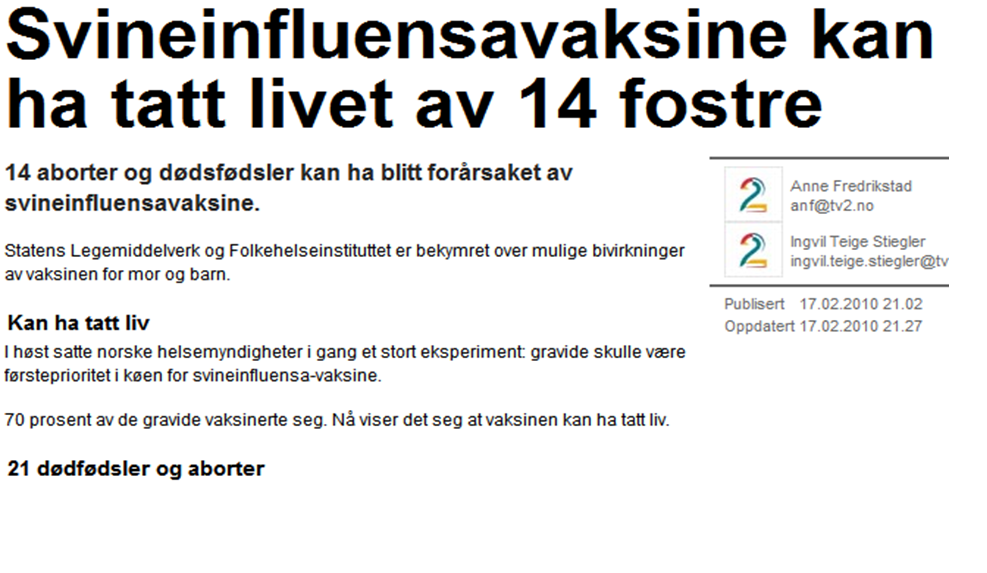 Svineinfluensavaksine kan
ha tatt livet av 14 fostre
14 aborter og dødsfødsler kan ha blitt forårsaket av
svineinfluensavaksine.
Statens Legemiddelverk og Folkehelseinstituttet er bekymret over mulige bivirkninger
av vaksinen for mor og barn.
Kan ha tatt liv
I høst satte norske helsemyndigheter i gang et stort eksperiment: gravide skulle være
førsteprioritet i køen for svineinfluensa-vaksine.
70 prosent av de gravide vaksinerte seg. Nå viser det seg at vaksinen kan ha tatt liv.
21 dødfødsler og aborter
2
Anne Fredrikstad
anf@tv2.no
2
Ingvil Teige Stiegler
ingvil.teige.stiegler@tv
Publisert 17.02.2010 21.02
Oppdatert 17.02.2010 21.27